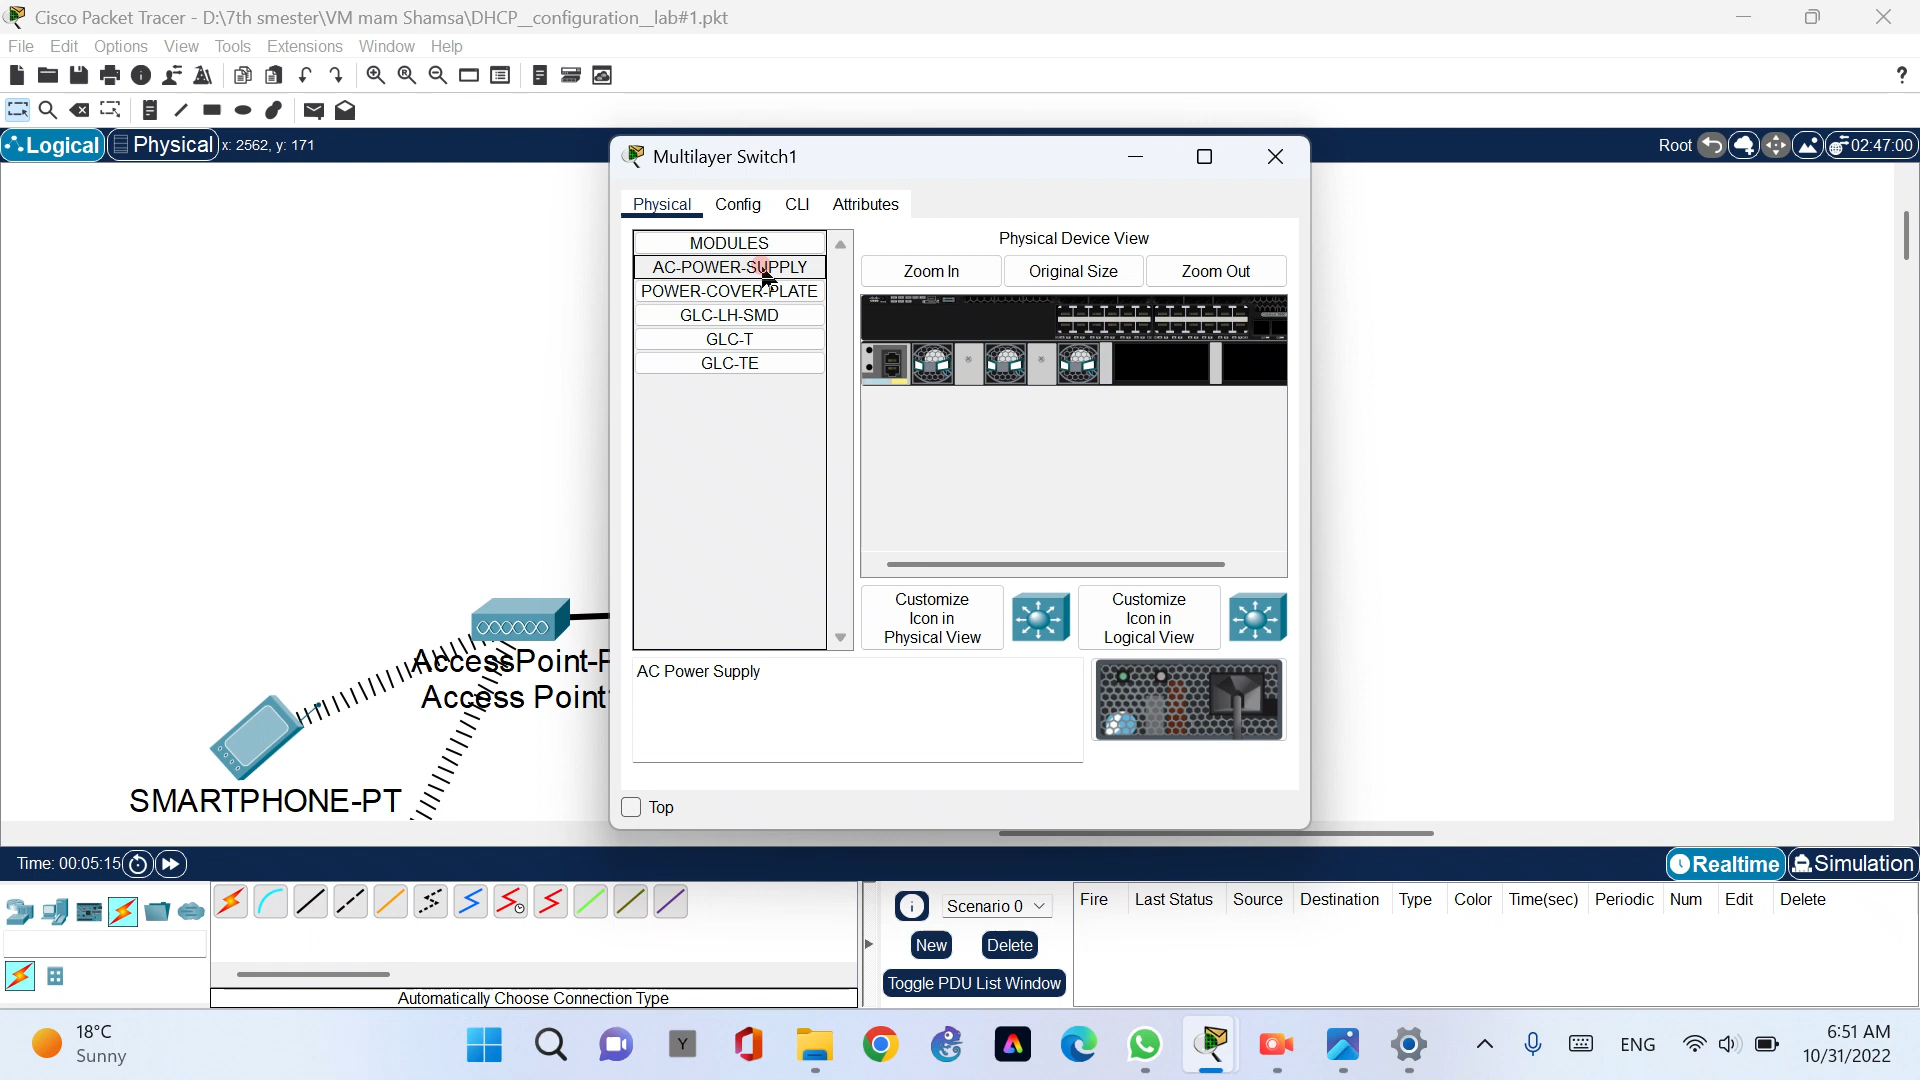 Cisco Packet Tracer - D:\7th smester\VM mam Shamsa\DHCP__configuration__lab#1.pkt
File Edit Options View Tools Extensions Window Help
?
Logical Physical x: 2562, y: 171 Root 02:47:00
Multilayer Switch1
Physical Config CLI Attributes
MODULES
AC-POWER-SUPPLY
POWER-COVER-PLATE
GLC-LH-SMD
GLC-T
GLC-TE
Physical Device View
Zoom In Original Size Zoom Out
Customize
Icon in
Physical View
Customize
Icon in
Logical View
AC Power Supply
Top
AccessPoint-P
Access Point
SMARTPHONE-PT
Time: 00:05:15 Realtime Simulation
Scenario 0
New Delete
Toggle PDU List Window
Fire Last Status Source Destination Type Color Time(sec) Periodic Num Edit Delete
Automatically Choose Connection Type
18°C
Sunny
Y
ENG
6:51 AM
10/31/2022